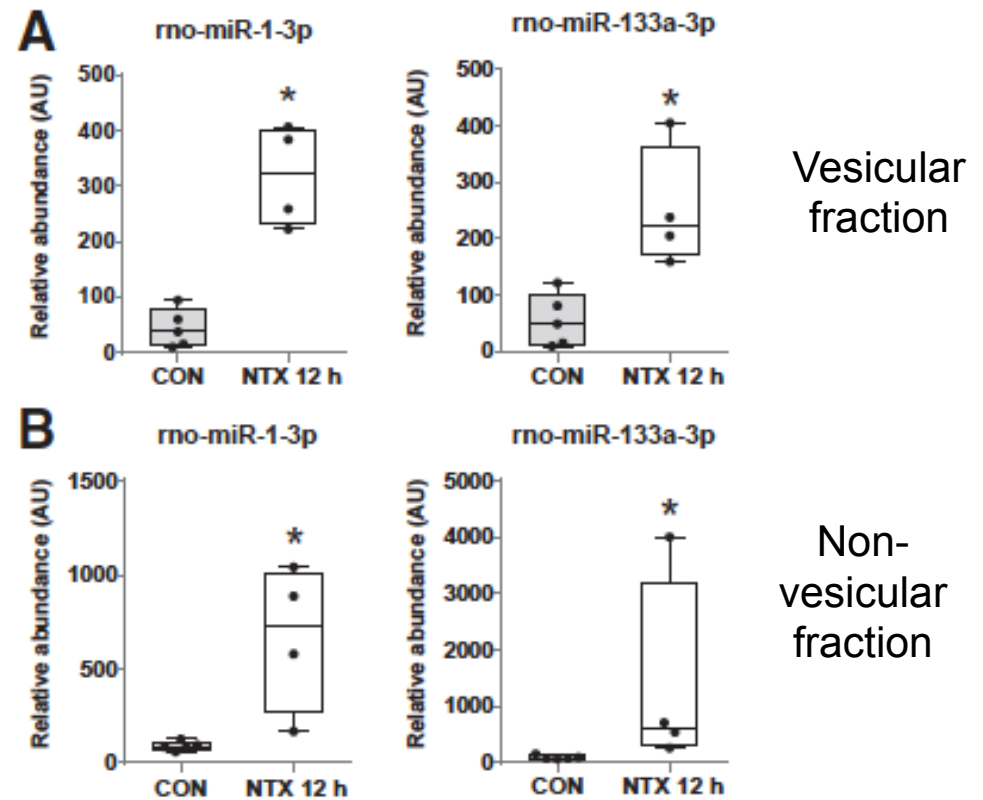 A
rno-miR-1-3p
Relative abundance (AU)
500
400
300
200
100
0
*
CON NTX 12 h
rno-miR-133a-3p
Relative abundance (AU)
500
400
300
200
100
0
*
CON NTX 12 h
Vesicular
fraction
B
rno-miR-1-3p
Relative abundance (AU)
1500
1000
500
0
*
CON NTX 12 h
rno-miR-133a-3p
Relative abundance (AU)
5000
4000
3000
2000
1000
0
*
CON NTX 12 h
Non-
vesicular
fraction